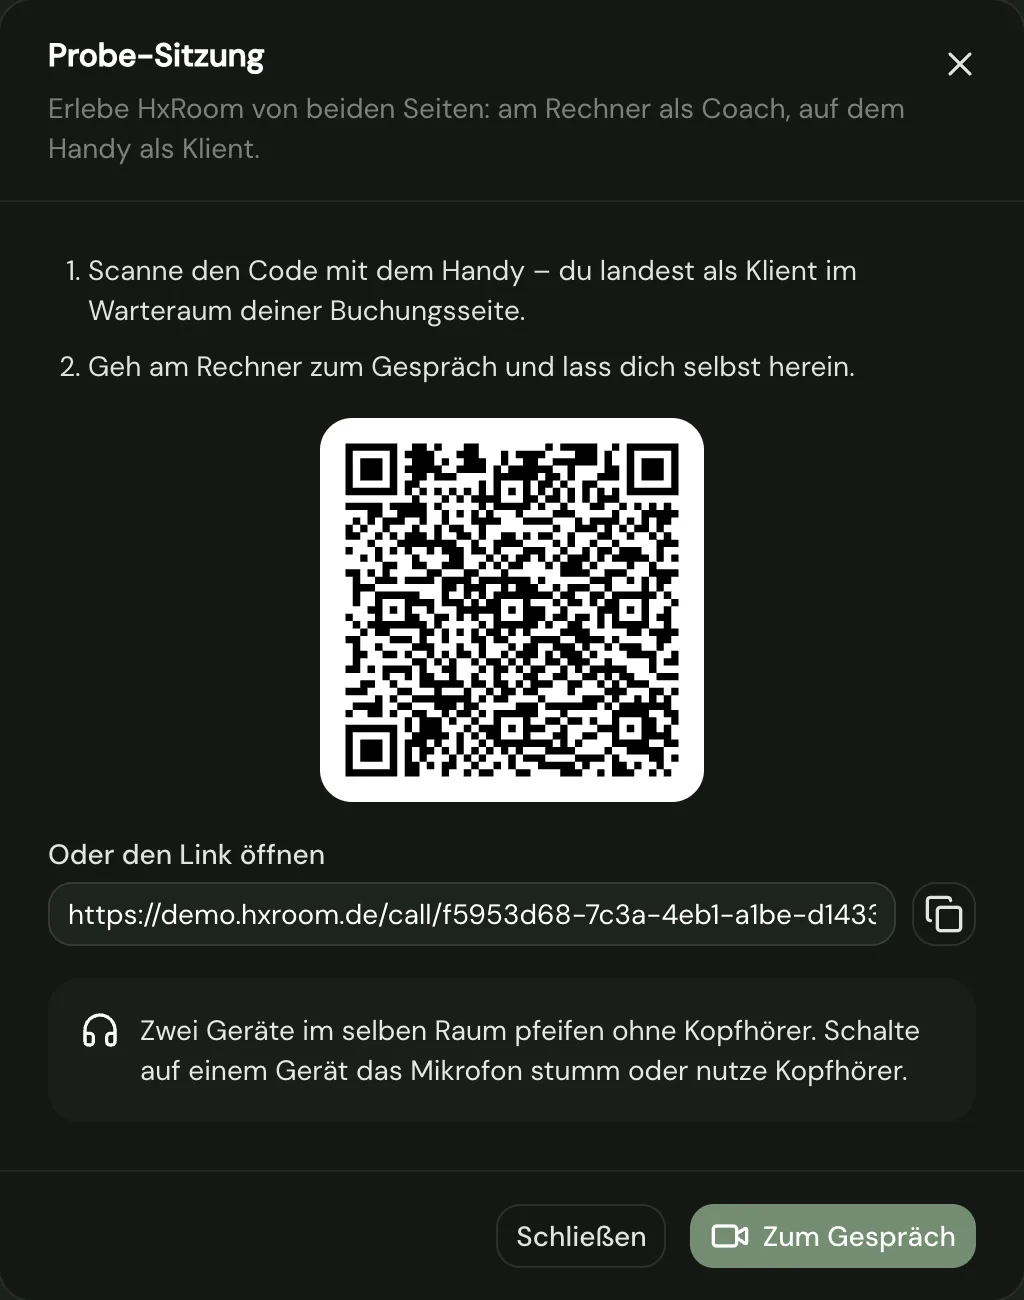 Probe-Sitzung
Erlebe HxRoom von beiden Seiten: am Rechner als Coach, auf dem
Handy als Klient.
1. Scanne den Code mit dem Handy – du landest als Klient im
Warteraum deiner Buchungsseite.
2. Geh am Rechner zum Gespräch und lass dich selbst herein.
Oder den Link öffnen
https://demo.hxroom.de/call/f5953d68-7c3a-4eb1-a1be-d1433
Zwei Geräte im selben Raum pfeifen ohne Kopfhörer. Schalte
auf einem Gerät das Mikrofon stumm oder nutze Kopfhörer.
Schließen
Zum Gespräch